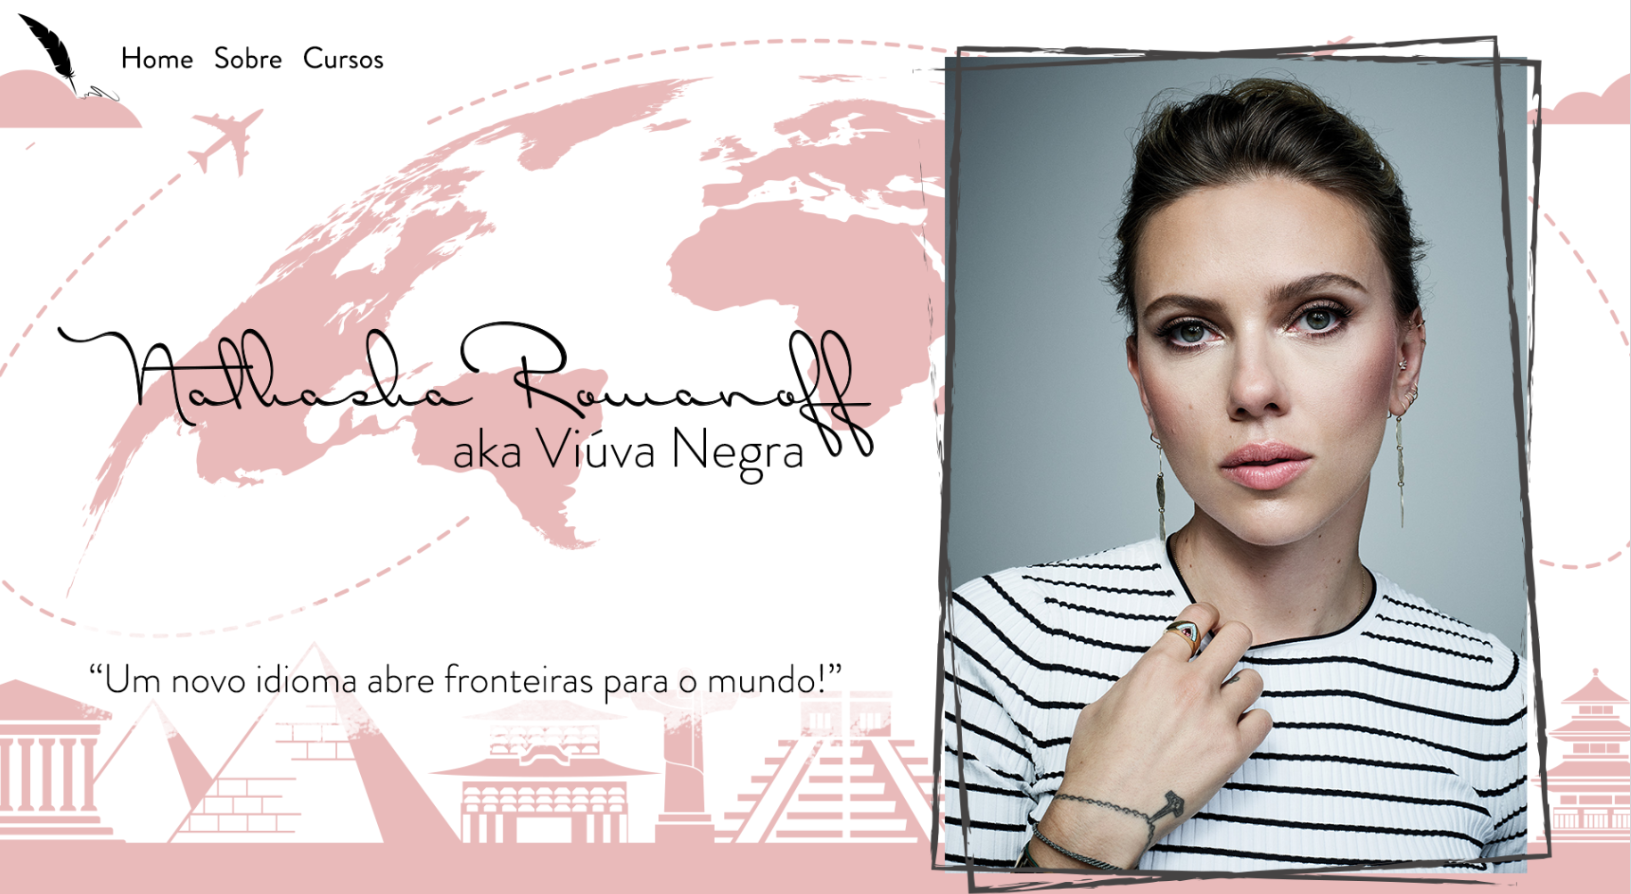 Home Sobre Cursos
Nathasha Romanoff
aka Viúva Negra
“Um novo idioma abre fronteiras para o mundo!”